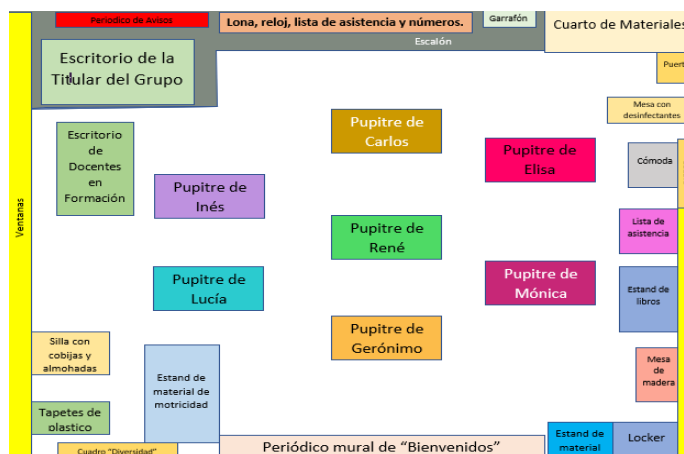 Periodico de Avisos
Lona, reloj, lista de asistencia y números.
Garrafón
Cuarto de Materiales
Escalón
Escritorio de la
Titular del Grupo
Mesa con
desinfectantes
Pupitre de
Carlos
Escritorio
de
Docentes
en
Formación
Pupitre de
Elisa
Cómoda
Pupitre de
Inés
Ventanas
Lista de
asistencia
Pupitre de
René
Pupitre de
Lucía
Pupitre de
Mónica
Estand de
libros
Pupitre de
Gerónimo
Silla con
cobijas y
almohadas
Estand de
material de
motricidad
Mesa
de
madera
Tapetes de
plastico
Cuadro "Diversidad"
Periódico mural de “Bienvenidos”
Estand de
material
Locker